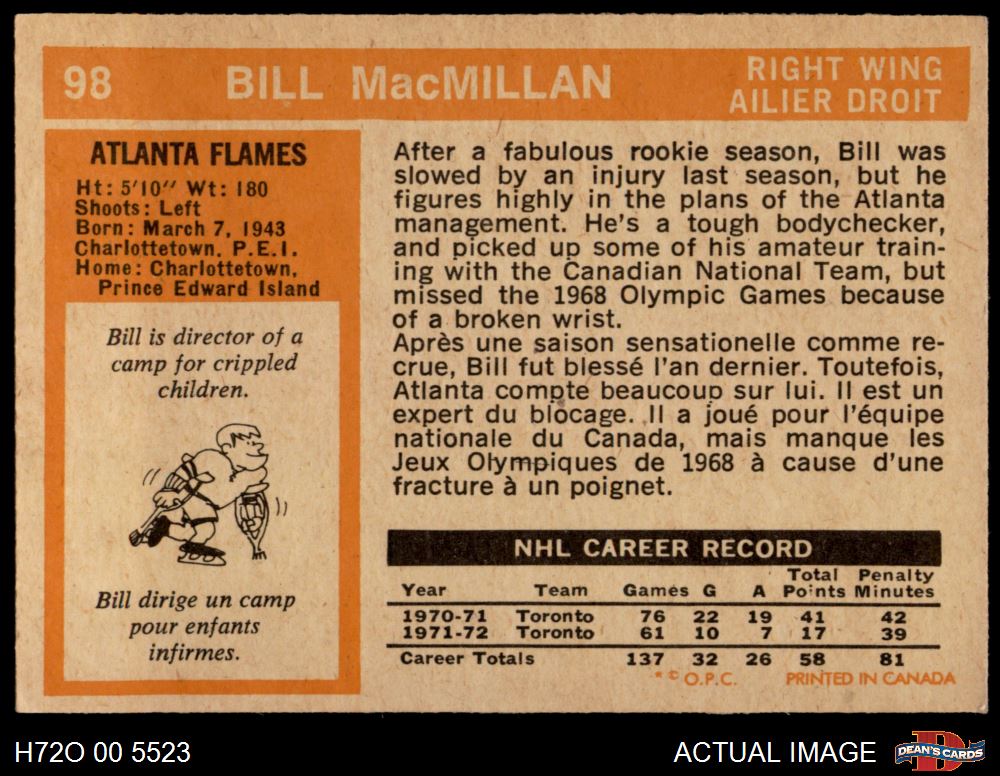 98 BILL MacMILLAN RIGHT WING
AILIER DROIT
ATLANTA FLAMES
Ht: 5'10" Wt: 180
Shoots: Left
Born: March 7, 1943
Charlottetown, P.E.I.
Home: Charlottetown,
Prince Edward Island
Bill is director of a
camp for crippled
children.
Bill dirige un camp
pour enfants
infirmes.
After a fabulous rookie season, Bill was
slowed by an injury last season, but he
figures highly in the plans of the Atlanta
management. He's a tough bodychecker,
and picked up some of his amateur train-
ing with the Canadian National Team, but
missed the 1968 Olympic Games because
of a broken wrist.
Après une saison sensationelle comme re-
crue, Bill fut blessé l'an dernier. Toutefois,
Atlanta compte beaucoup sur lui. Il est un
expert du blocage. Il a joué pour l'équipe
nationale du Canada, mais manque les
Jeux Olympiques de 1968 à cause d'une
fracture à un poignet.
NHL CAREER RECORD
Year Team Games G A Total Points Penalty Minutes
1970-71 Toronto 76 22 19 41 42
1971-72 Toronto 61 10 7 17 39
Career Totals 137 32 26 58 81
* © O.P.C. PRINTED IN CANADA
H72O 00 5523 ACTUAL IMAGE DEAN'S CARDS